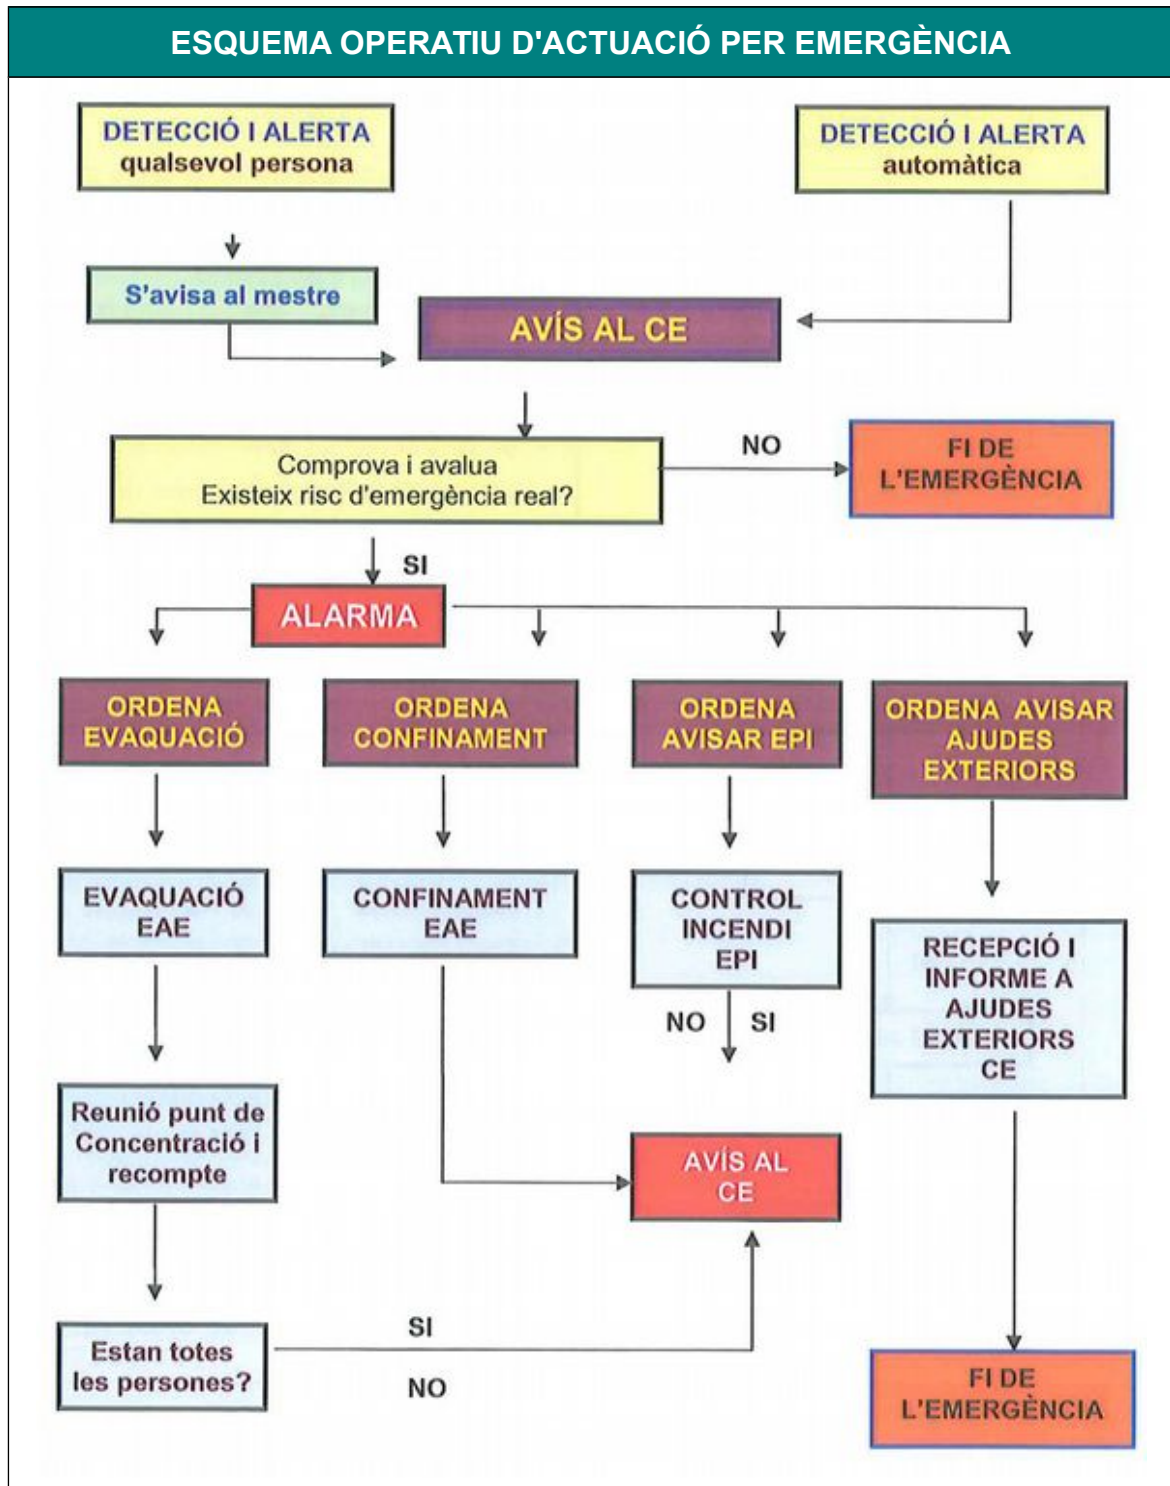 ESQUEMA OPERATIU D'ACTUACIÓ PER EMERGÈNCIA
DETECCIÓ I ALERTA
qualsevol persona
DETECCIÓ I ALERTA
automàtica
S'avisa al mestre
AVÍS AL CE
Comprova i avalua
Existeix risc d'emergència real?
NO
FI DE
L'EMERGÈNCIA
SI
ALARMA
ORDENA
EVAQUACIÓ
ORDENA
CONFINAMENT
ORDENA
AVISAR EPI
ORDENA AVISAR
AJUDES
EXTERIORS
EVAQUACIÓ
EAE
CONFINAMENT
EAE
CONTROL
INCENDI
EPI
RECEPCIÓ I
INFORME A
AJUDES
EXTERIORS
CE
NO SI
Reunió punt de
Concentració i
recompte
AVÍS AL
CE
Estan totes
les persones?
SI
NO
FI DE
L'EMERGÈNCIA